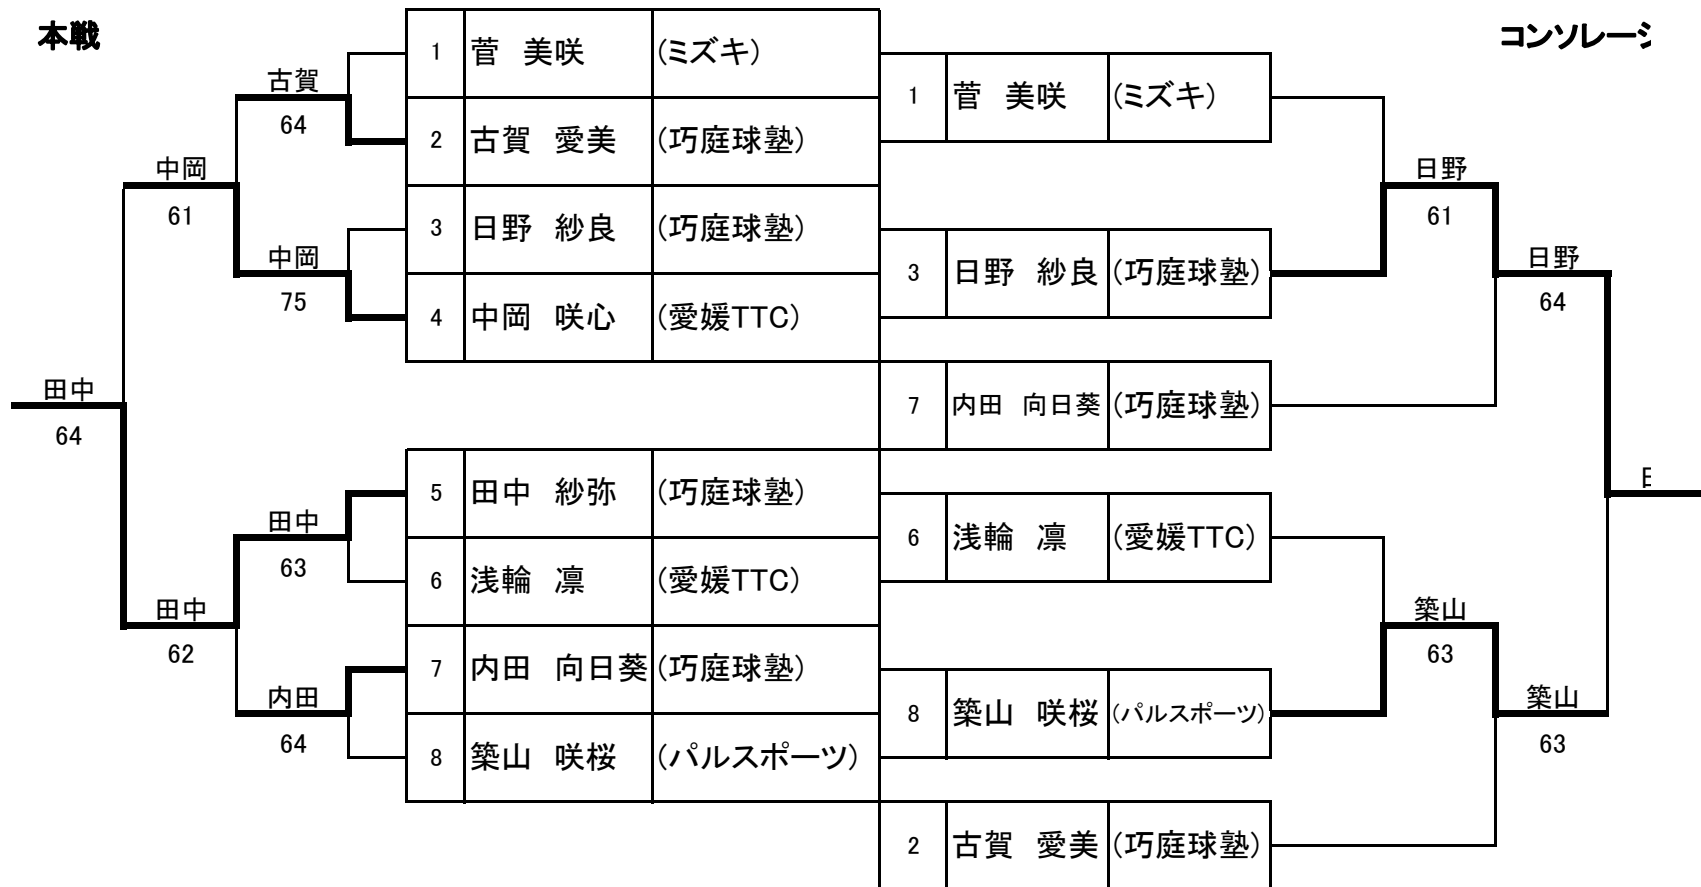 本戦
コンソレーシ
1 菅 美咲 (ミズキ)
古賀
1 菅 美咲 (ミズキ)
64
2 古賀 愛美 (巧庭球塾)
中岡
日野
61
3 日野 紗良 (巧庭球塾)
61
中岡
3 日野 紗良 (巧庭球塾)
日野
75
4 中岡 咲心 (愛媛TTC)
64
田中
7 内田 向日葵 (巧庭球塾)
64
5 田中 紗弥 (巧庭球塾)
田中
6 浅輪 凛 (愛媛TTC)
63
6 浅輪 凛 (愛媛TTC)
田中
築山
62
7 内田 向日葵 (巧庭球塾)
63
内田
8 築山 咲桜 (パルスポーツ)
築山
64
8 築山 咲桜 (パルスポーツ)
63
2 古賀 愛美 (巧庭球塾)